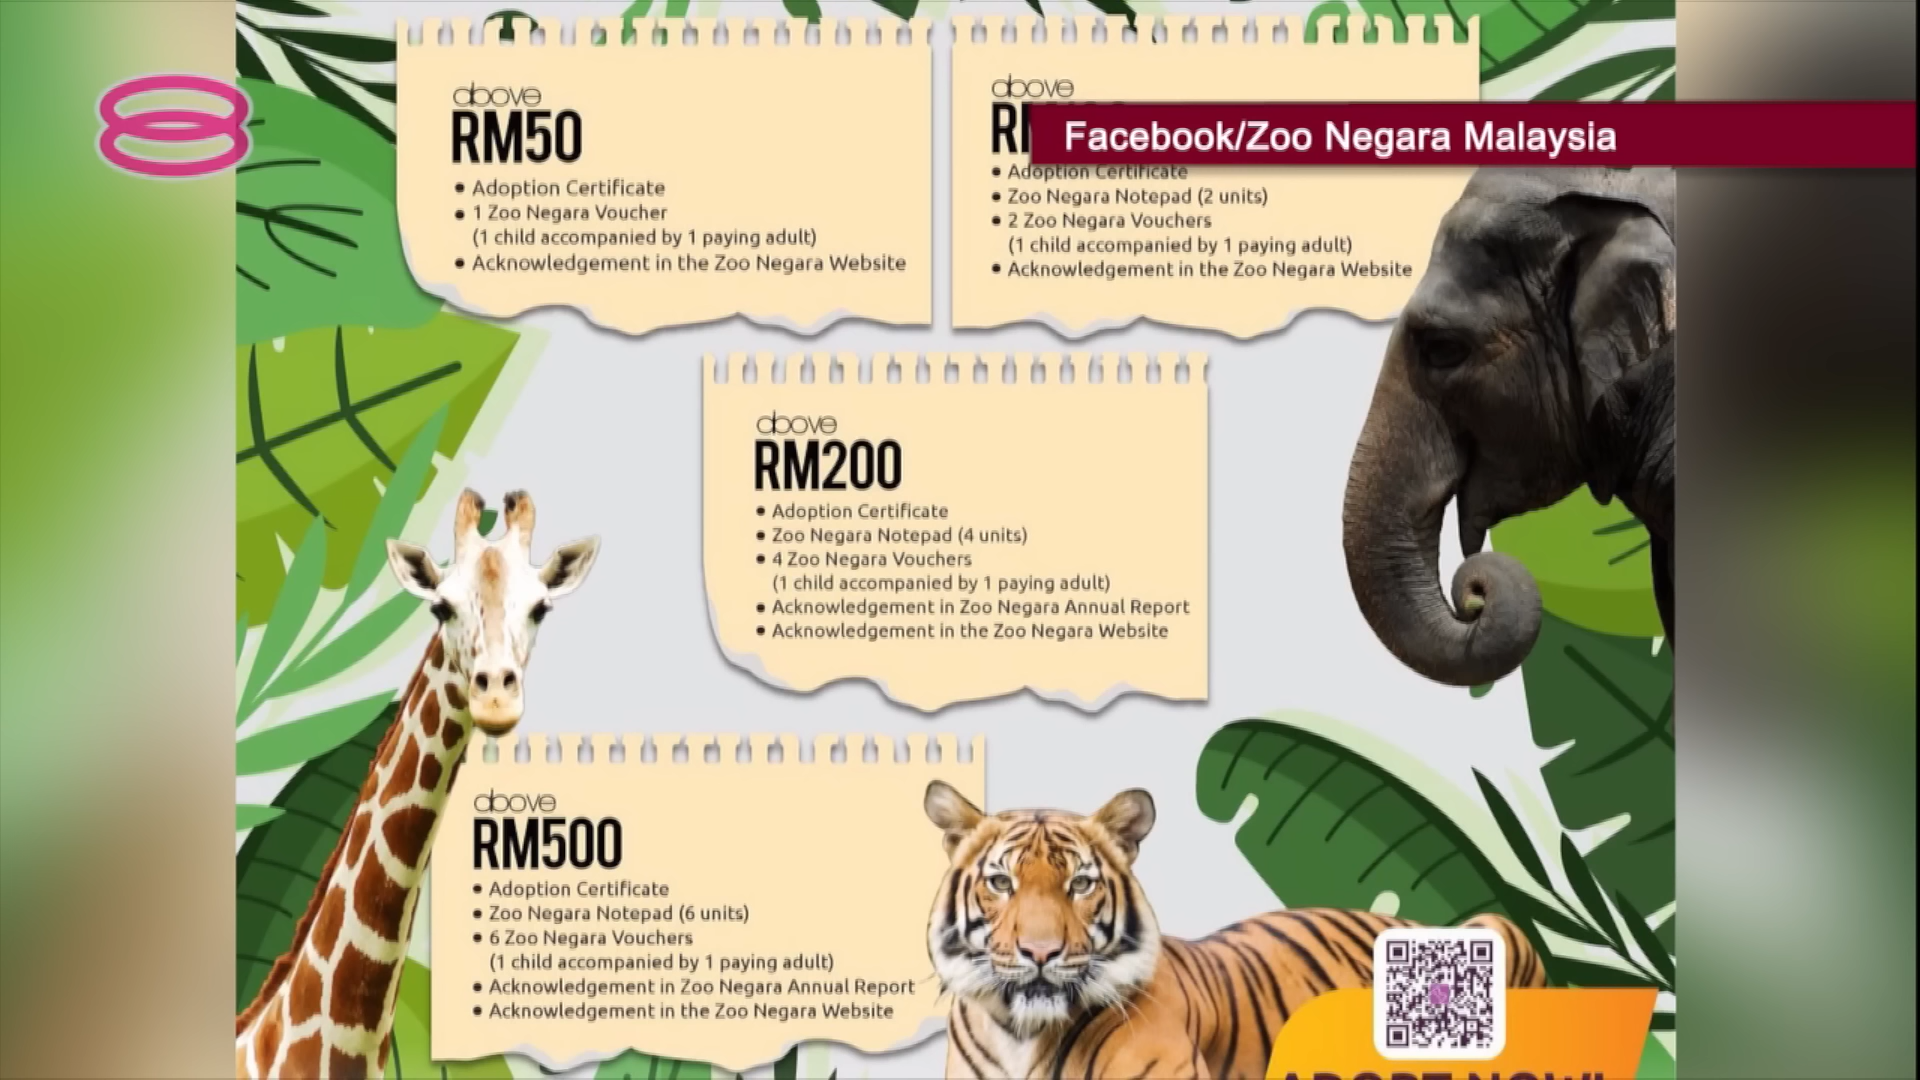 above
RM50
• Adoption Certificate
• 1 Zoo Negara Voucher
(1 child accompanied by 1 paying adult)
• Acknowledgement in the Zoo Negara Website
above
Facebook/Zoo Negara Malaysia
• Adoption Certificate
• Zoo Negara Notepad (2 units)
• 2 Zoo Negara Vouchers
(1 child accompanied by 1 paying adult)
• Acknowledgement in the Zoo Negara Website
above
RM200
• Adoption Certificate
• Zoo Negara Notepad (4 units)
• 4 Zoo Negara Vouchers
(1 child accompanied by 1 paying adult)
• Acknowledgement in Zoo Negara Annual Report
• Acknowledgement in the Zoo Negara Website
above
RM500
• Adoption Certificate
• Zoo Negara Notepad (6 units)
• 6 Zoo Negara Vouchers
(1 child accompanied by 1 paying adult)
• Acknowledgement in Zoo Negara Annual Report
• Acknowledgement in the Zoo Negara Website
ADOPT NOW!